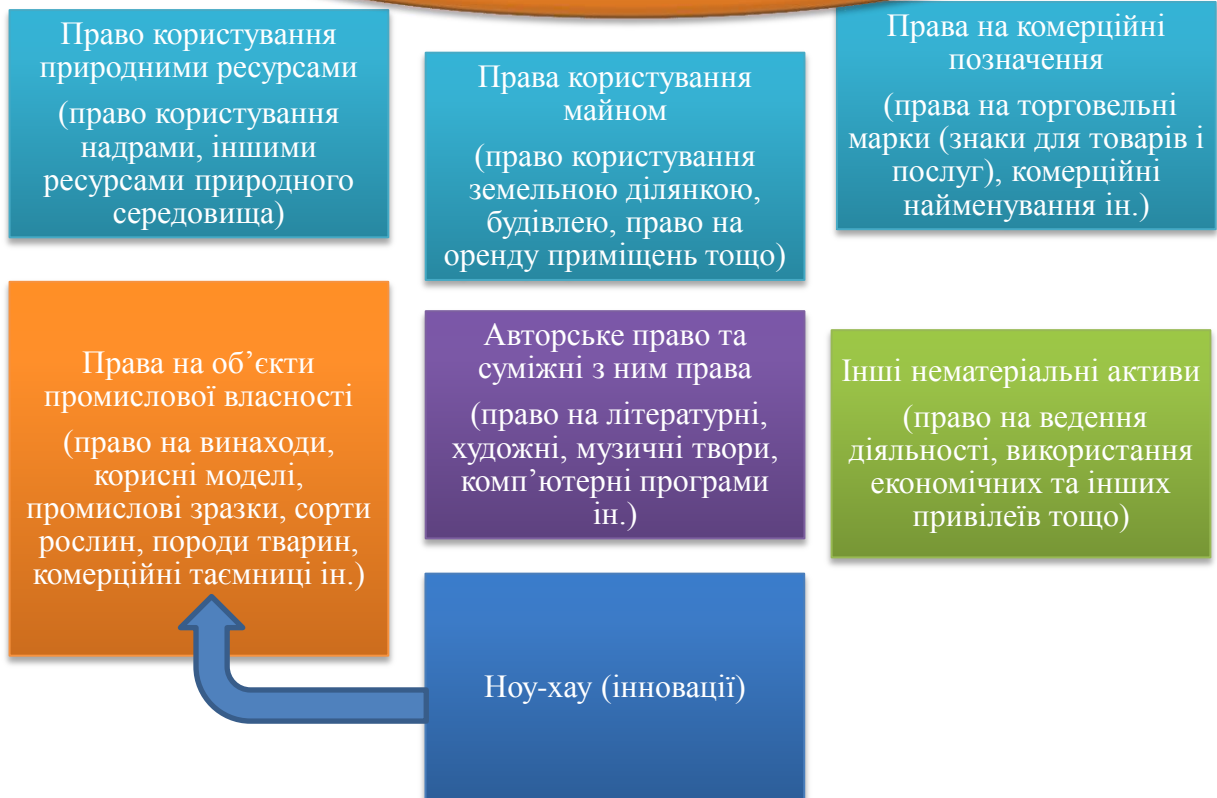 Право користування
природними ресурсами
(право користування
надрами, іншими
ресурсами природного
середовища)
Права користування
майном
(право користування
земельною ділянкою,
будівлею, право на
оренду приміщень тощо)
Права на комерційні
позначення
(права на торговельні
марки (знаки для товарів і
послуг), комерційні
найменування ін.)
Права на об’єкти
промислової власності
(право на винаходи,
корисні моделі,
промислові зразки, сорти
рослин, породи тварин,
комерційні таємниці ін.)
Авторське право та
суміжні з ним права
(право на літературні,
художні, музичні твори,
комп’ютерні програми
ін.)
Інші нематеріальні активи
(право на ведення
діяльності, використання
економічних та інших
привілеїв тощо)
Ноу-хау (інновації)